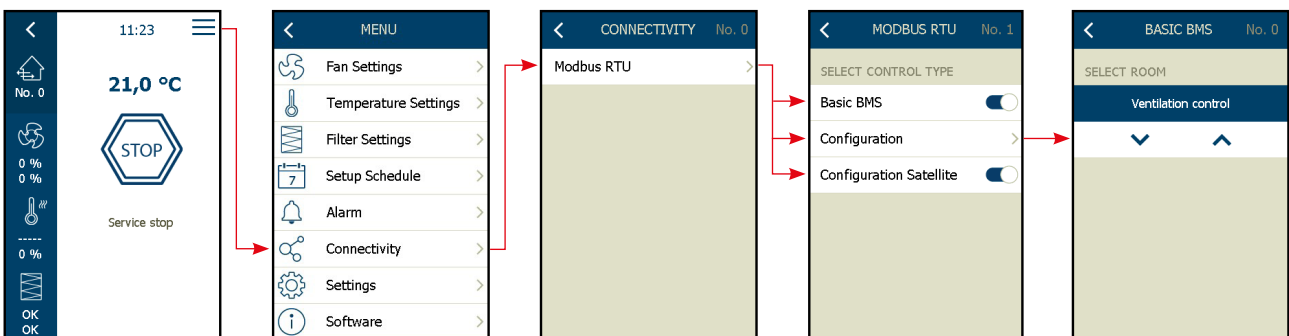 No. 0
0 %
0 %
-----
0 %
OK
OK
11:23
21,0 °C
STOP
Service stop
MENU
Fan Settings
Temperature Settings
Filter Settings
7
Setup Schedule
Alarm
Connectivity
Settings
i
Software
CONNECTIVITY No. 0
Modbus RTU
MODBUS RTU No. 1
SELECT CONTROL TYPE
Basic BMS
Configuration
Configuration Satellite
BASIC BMS No. 0
SELECT ROOM
Ventilation control